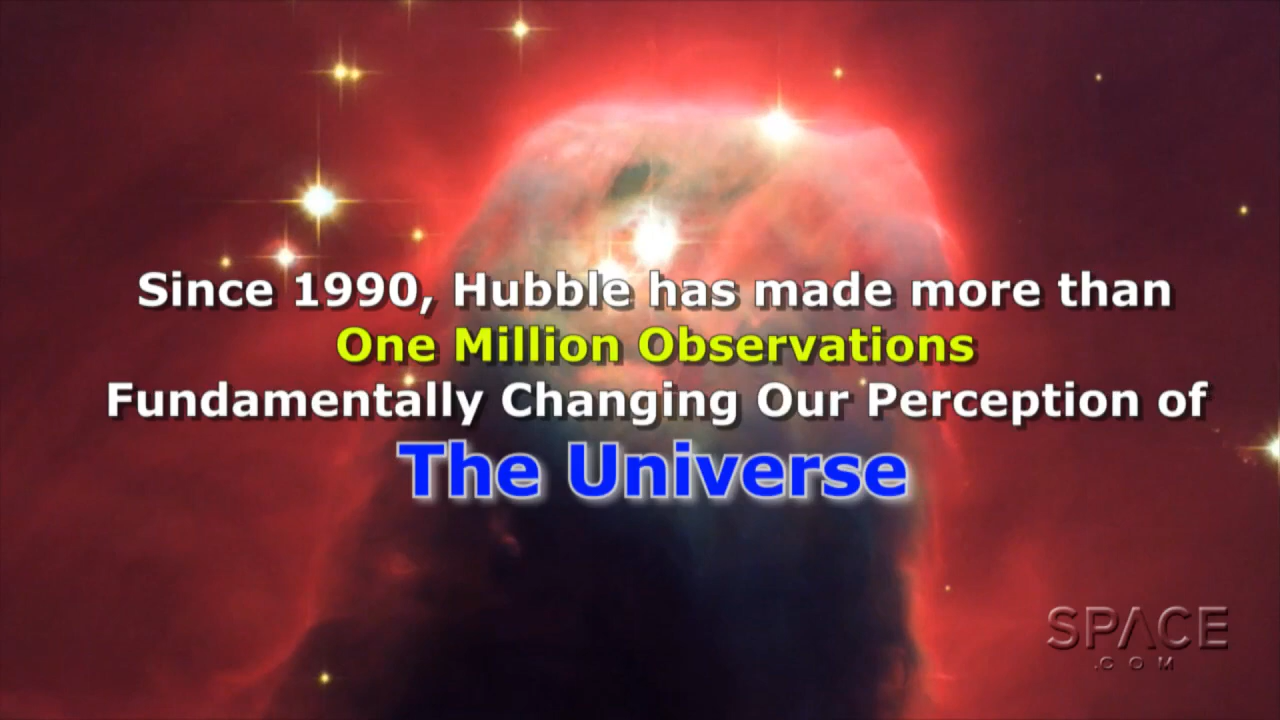 Since 1990, Hubble has made more than
One Million Observations
Fundamentally Changing Our Perception of
The Universe
SPACE
.COM